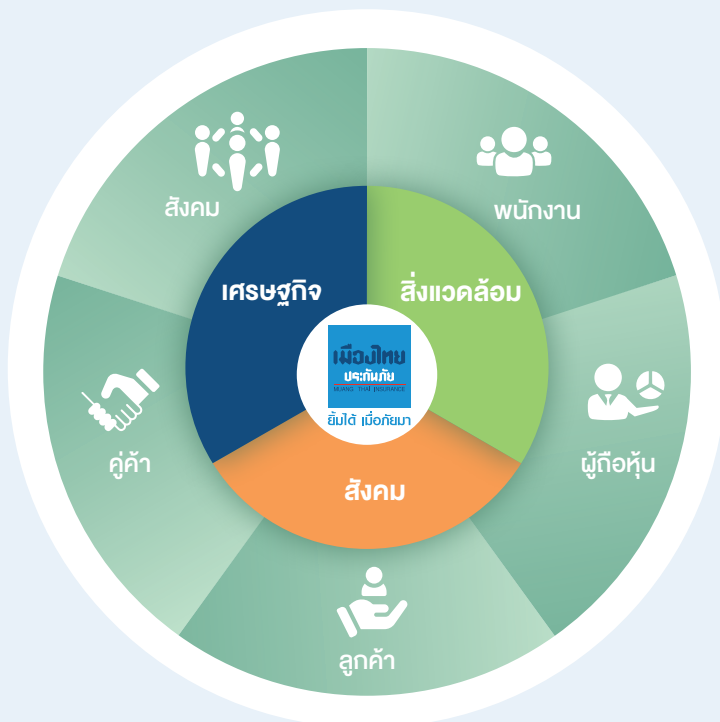 สังคม
พนักงาน
เศรษฐกิจ
สิ่งแวดล้อม
เมืองไทย
ประกันภัย
MUANG THAI INSURANCE
ยิ้มได้ เมื่อภัยมา
คู่ค้า
ผู้ถือหุ้น
สังคม
ลูกค้า